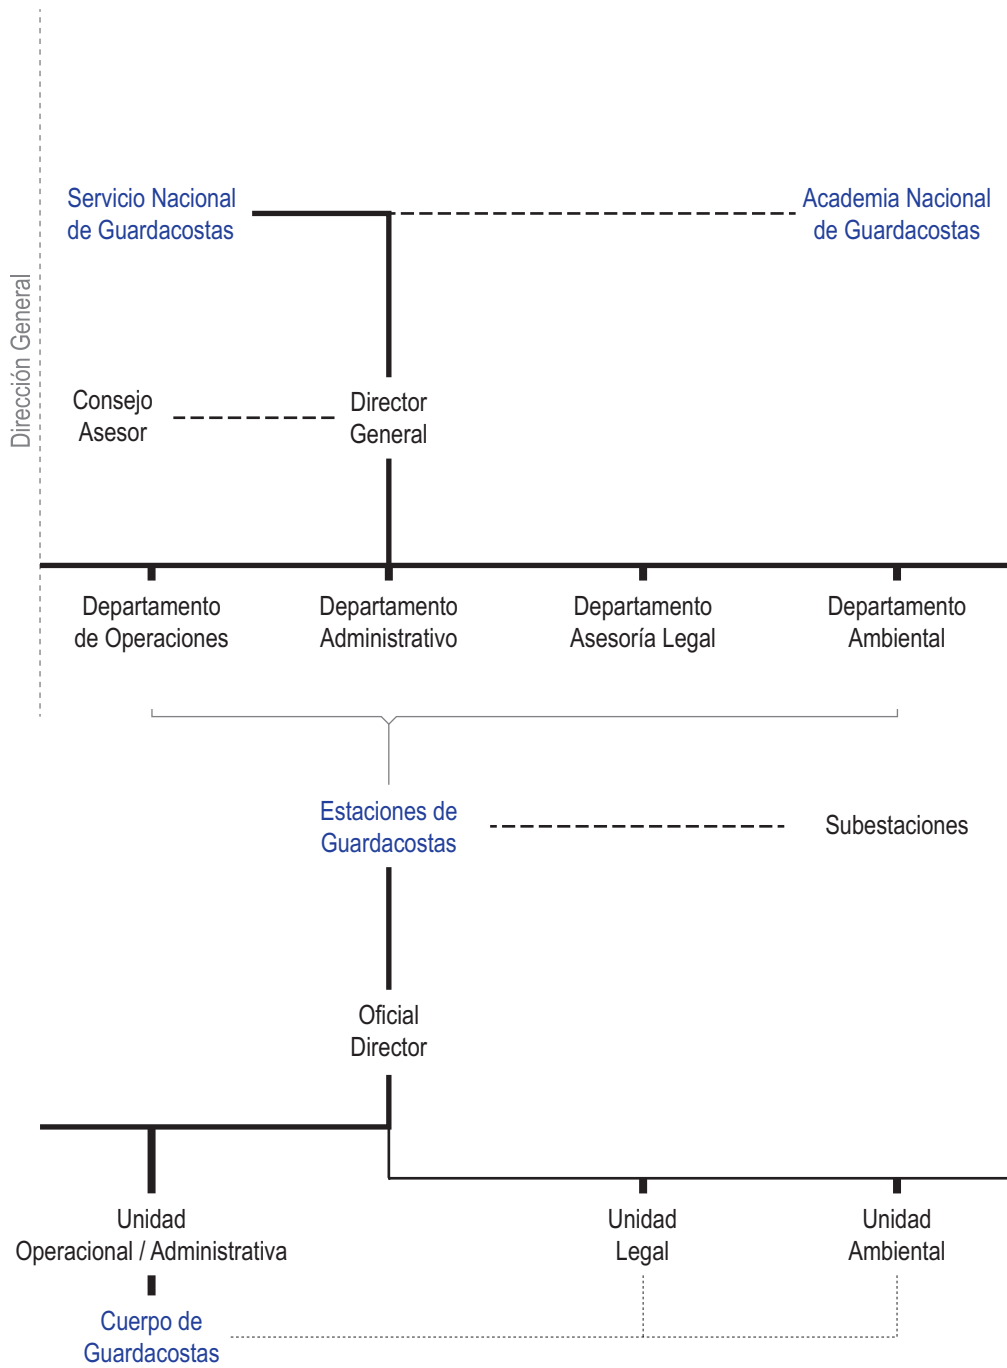 Servicio Nacional
de Guardacostas
Academia Nacional
de Guardacostas
Dirección General
Consejo
Asesor
Director
General
Departamento
de Operaciones
Departamento
Administrativo
Departamento
Asesoría Legal
Departamento
Ambiental
Estaciones de
Guardacostas
Subestaciones
Oficial
Director
Unidad
Operacional / Administrativa
Unidad
Legal
Unidad
Ambiental
Cuerpo de
Guardacostas